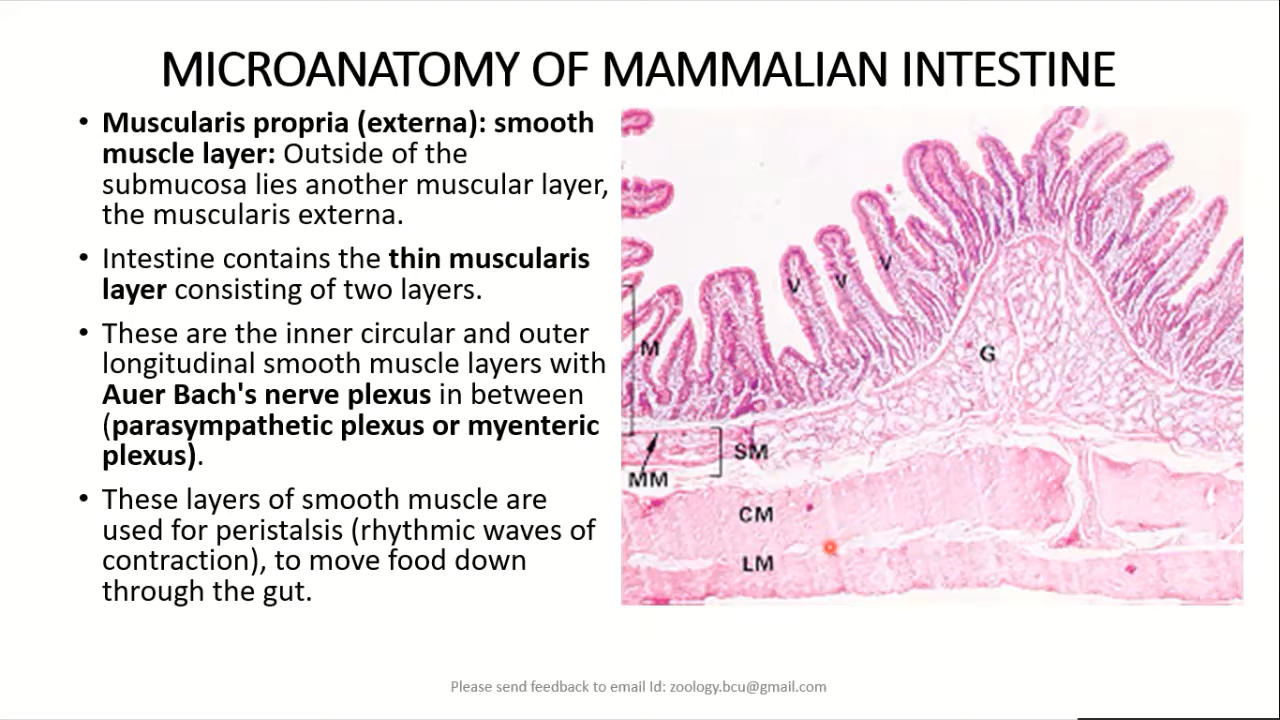 MICROANATOMY OF MAMMALIAN INTESTINE
• Muscularis propria (externa): smooth
muscle layer: Outside of the
submucosa lies another muscular layer,
the muscularis externa.
• Intestine contains the thin muscularis
layer consisting of two layers.
• These are the inner circular and outer
longitudinal smooth muscle layers with
Auer Bach's nerve plexus in between
(parasympathetic plexus or myenteric
plexus).
• These layers of smooth muscle are
used for peristalsis (rhythmic waves of
contraction), to move food down
through the gut.
V
V
V
M
G
SM
MM
CM
LM
Please send feedback to email Id: zoology.bcu@gmail.com